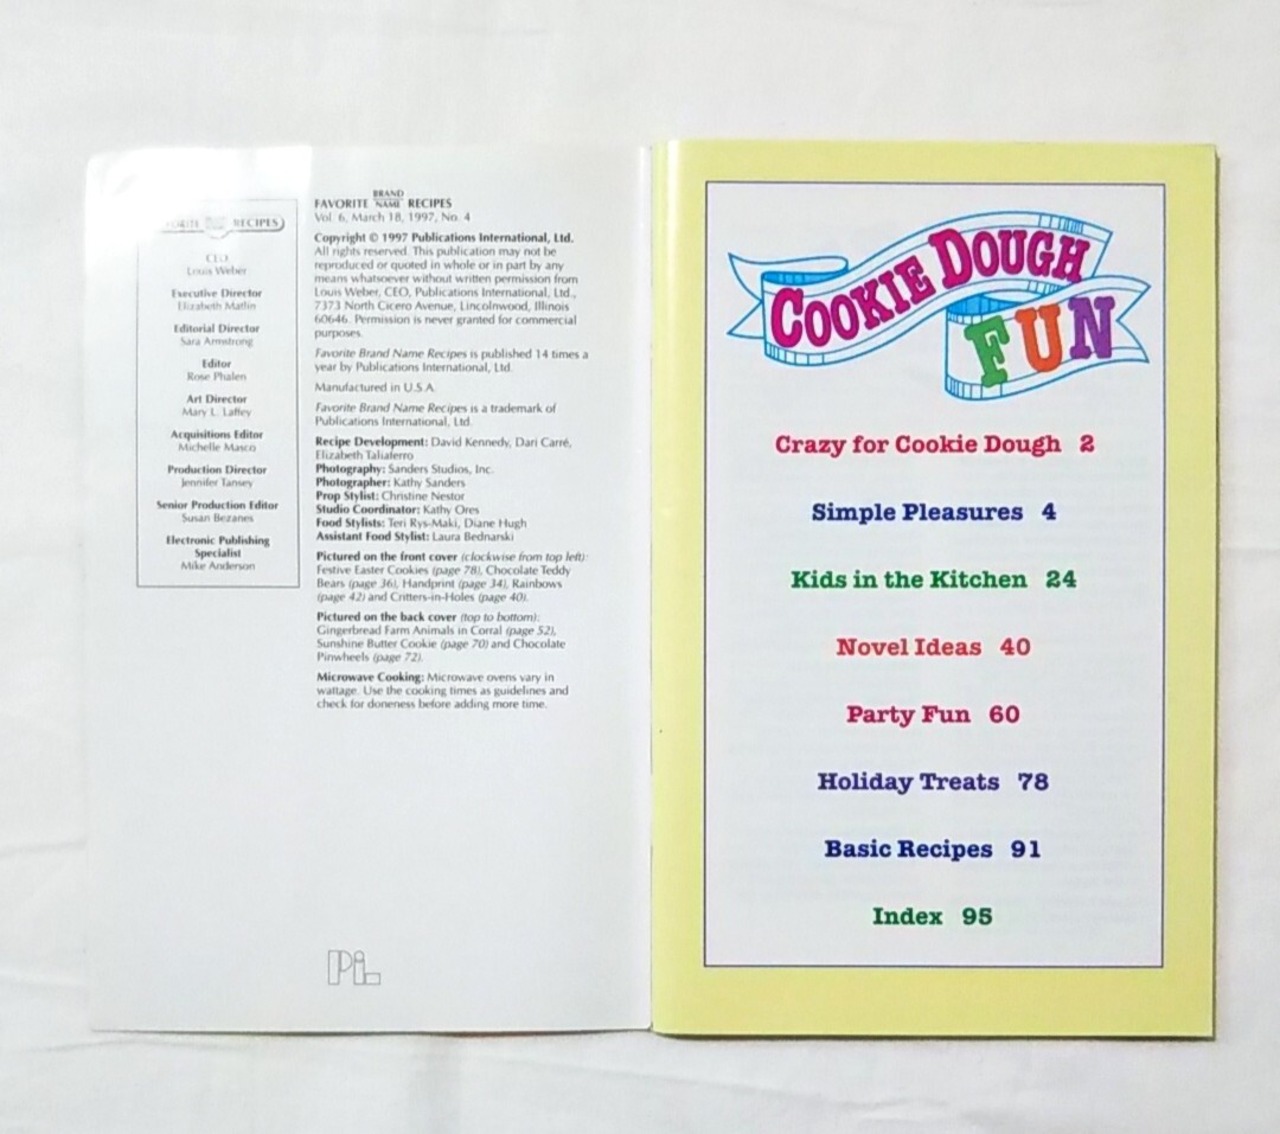 RECIPES
CEO
Louis Weber
Executive Director
Elizabeth Matlin
Editorial Director
Sara Armstrong
Editor
Rose Phalen
Art Director
Mary L. Laffey
Acquisitions Editor
Michelle Masco
Production Director
Jennifer Tansey
Senior Production Editor
Susan Bezanes
Electronic Publishing
Specialist
Mike Anderson
FAVORITE BRAND NAME RECIPES
Vol. 6, March 18, 1997, No. 4
Copyright © 1997 Publications International, Ltd.
All rights reserved. This publication may not be
reproduced or quoted in whole or in part by any
means whatsoever without written permission from
Louis Weber, CEO, Publications International, Ltd.,
7373 North Cicero Avenue, Lincolnwood, Illinois
60646. Permission is never granted for commercial
purposes.
Favorite Brand Name Recipes is published 14 times a
year by Publications International, Ltd.
Manufactured in U.S.A.
Favorite Brand Name Recipes is a trademark of
Publications International, Ltd.
Recipe Development: David Kennedy, Dari Carré,
Elizabeth Taliaferro
Photography: Sanders Studios, Inc.
Photographer: Kathy Sanders
Prop Stylist: Christine Nestor
Studio Coordinator: Kathy Ores
Food Stylists: Teri Rys-Maki, Diane Hugh
Assistant Food Stylist: Laura Bednarski
Pictured on the front cover (clockwise from top left):
Festive Easter Cookies (page 78), Chocolate Teddy
Bears (page 36), Handprint (page 34), Rainbows
(page 42) and Critters-in-Holes (page 40).
Pictured on the back cover (top to bottom):
Gingerbread Farm Animals in Corral (page 52),
Sunshine Butter Cookie (page 70) and Chocolate
Pinwheels (page 72).
Microwave Cooking: Microwave ovens vary in
wattage. Use the cooking times as guidelines and
check for doneness before adding more time.
PiL
COOKIE DOUGH
FUN
Crazy for Cookie Dough 2
Simple Pleasures 4
Kids in the Kitchen 24
Novel Ideas 40
Party Fun 60
Holiday Treats 78
Basic Recipes 91
Index 95